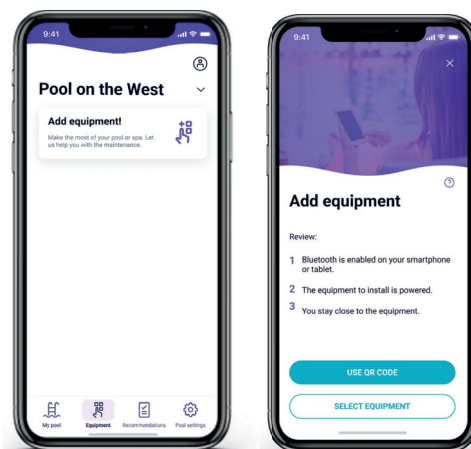 9:41
Pool on the West
Add equipment!
Make the most of your pool or spa. Let
us help you with the maintenance.
My pool
Equipment
Recommendations
Pool settings
9:41
Add equipment
Review:
1 Bluetooth is enabled on your smartphone
or tablet.
2 The equipment to install is powered.
3 You stay close to the equipment.
USE QR CODE
SELECT EQUIPMENT